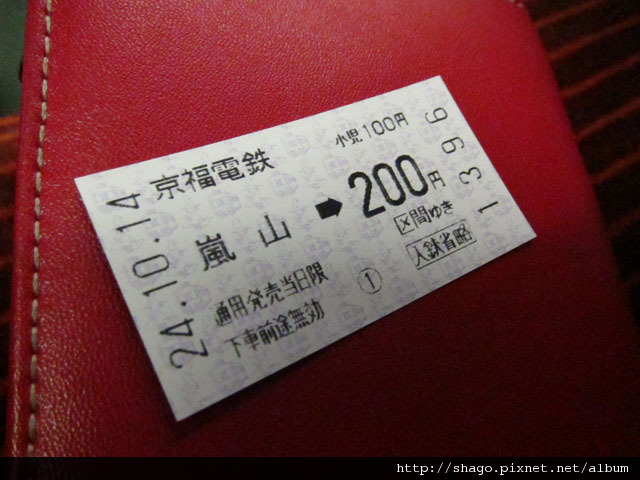 24.10.14
京福電鉄
小児100円
嵐山➡200円
区間ゆき
入鋏省略
通用発売当日限
下車前途無効
①
1396
http://shago.pixnet.net/album